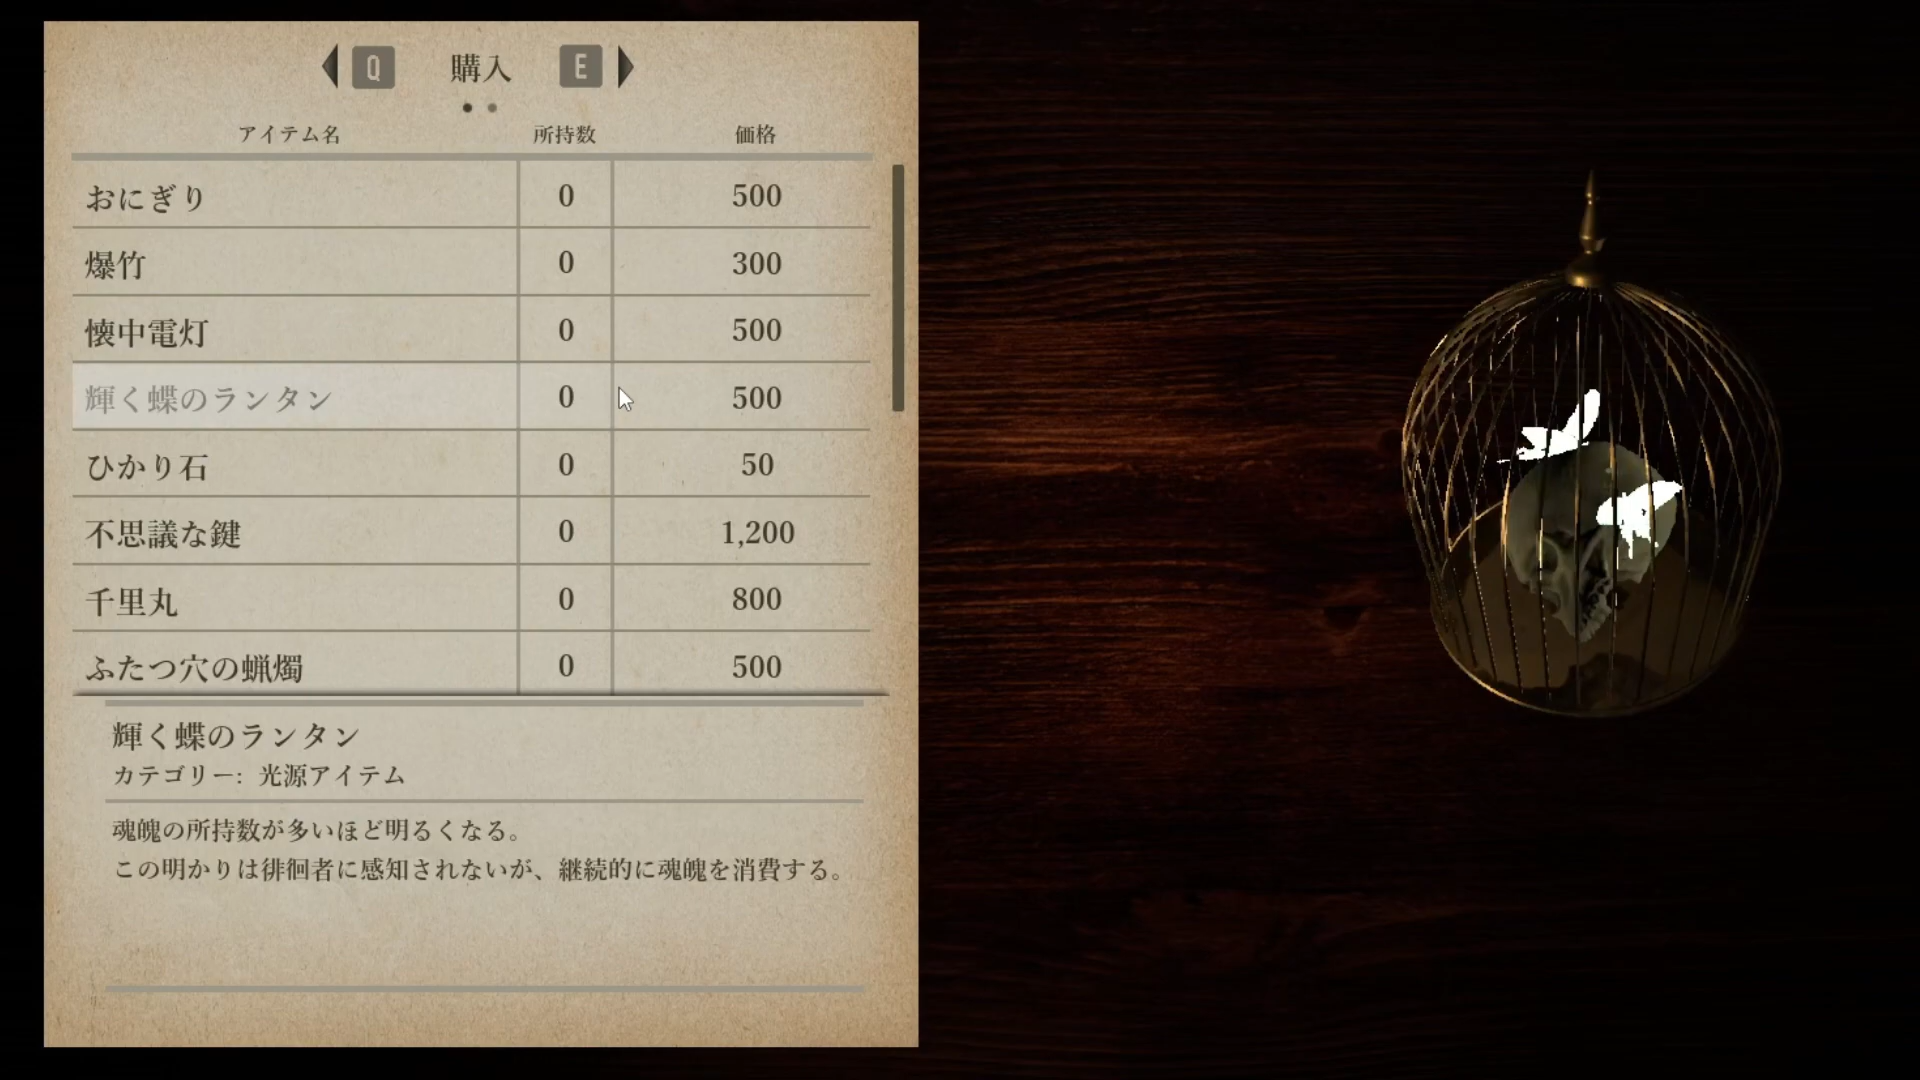 Q 購入 E
アイテム名 所持数 価格
おにぎり 0 500
爆竹 0 300
懐中電灯 0 500
輝く蝶のランタン 0 500
ひかり石 0 50
不思議な鍵 0 1,200
千里丸 0 800
ふたつ穴の蝋燭 0 500
輝く蝶のランタン
カテゴリー: 光源アイテム
魂魄の所持数が多いほど明るくなる。
この明かりは徘徊者に感知されないが、継続的に魂魄を消費する。